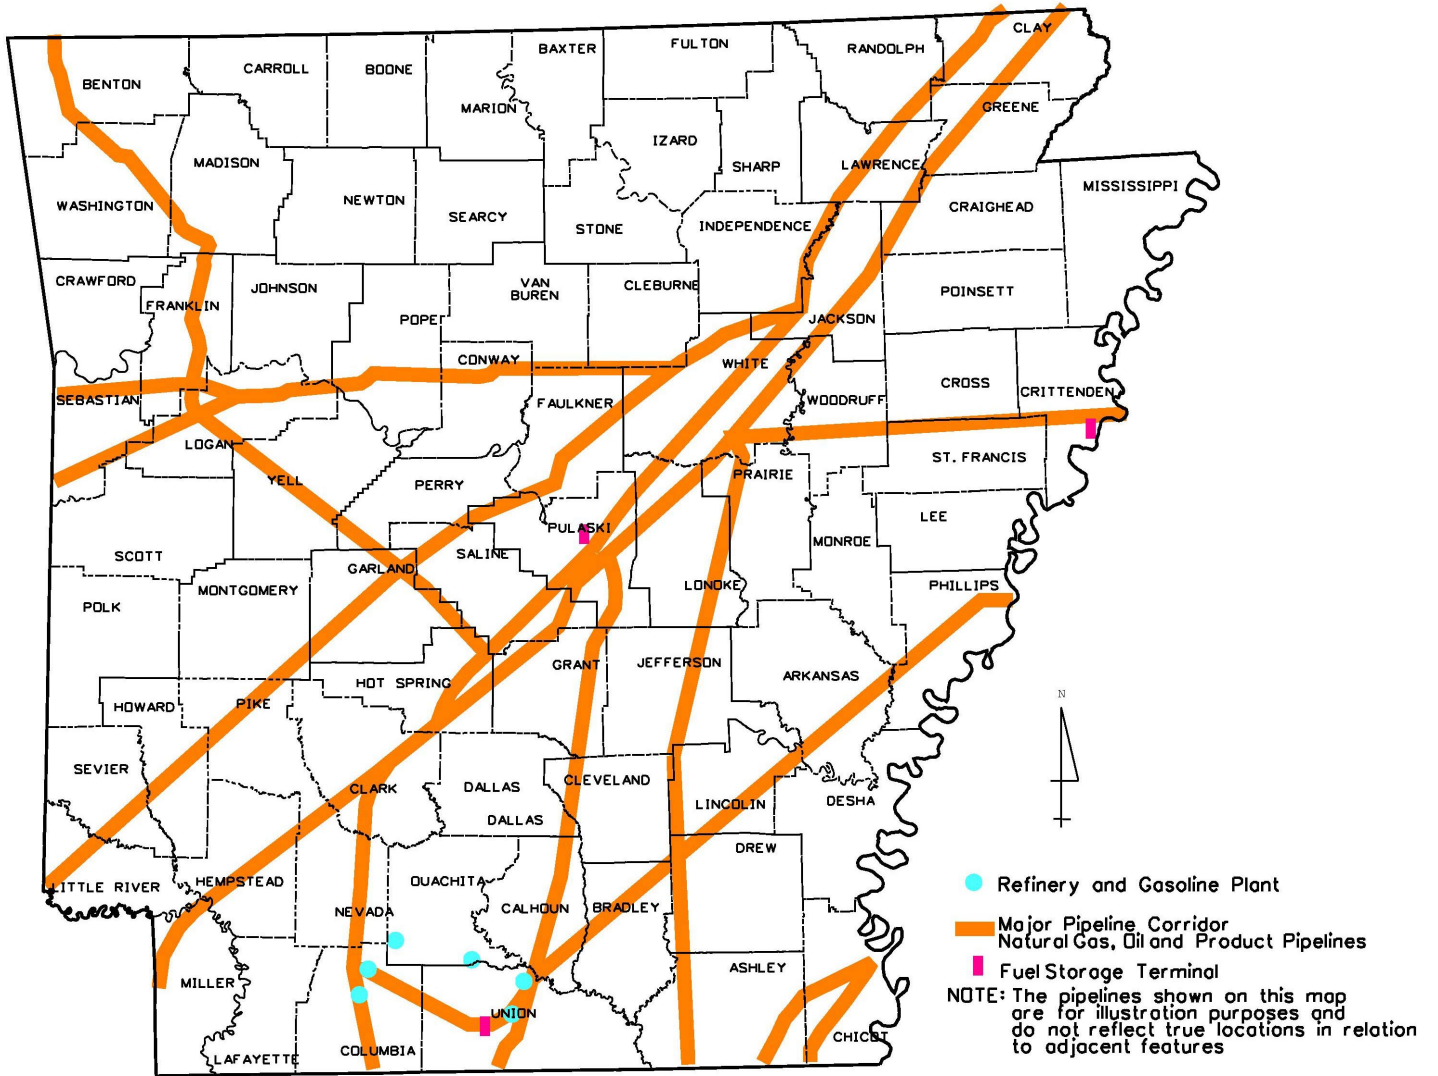 CLAY
BAXTER
FULTON
RANDOLPH
CARROLL
BOONE
BENTON
MARION
GREENE
IZARD
MADISON
SHARP
LAWRENCE
MISSISSIPPI
WASHINGTON
NEWTON
SEARCY
CRAIGHEAD
STONE
INDEPENDENCE
CRAWFORD
FRANKLIN
JOHNSON
VAN
BUREN
CLEBURNE
POINSETT
POPE
JACKSON
CONWAY
WHITE
CROSS
CRITTENDEN
SEBASTIAN
FAULKNER
WOODRUFF
LOGAN
ST. FRANCIS
YELL
PERRY
PRAIRIE
LEE
PULASKI
SCOTT
SALINE
MONROE
GARLAND
MONTGOMERY
LONOKE
PHILLIPS
POLK
GRANT
JEFFERSON
ARKANSAS
HOT SPRING
HOWARD
PIKE
N
SEVIER
CLARK
DALLAS
CLEVELAND
LINCOLIN
DESHA
DALLAS
DREW
LITTLE RIVER
HEMPSTEAD
OUACHITA
NEVADA
CALHOUN
BRADLEY
MILLER
ASHLEY
UNION
CHICOT
LAFAYETTE
COLUMBIA
Refinery and Gasoline Plant
Major Pipeline Corridor
Natural Gas, Oil and Product Pipelines
Fuel Storage Terminal
NOTE: The pipelines shown on this map
are for illustration purposes and
do not reflect true locations in relation
to adjacent features